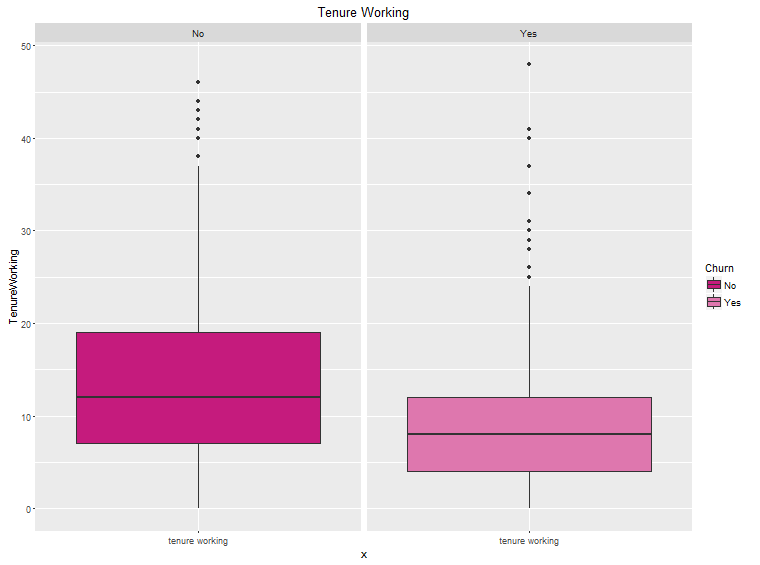 Tenure Working
No
Yes
50
40
30
20
10
0
TenureWorking
tenure working
tenure working
x
Churn
No
Yes